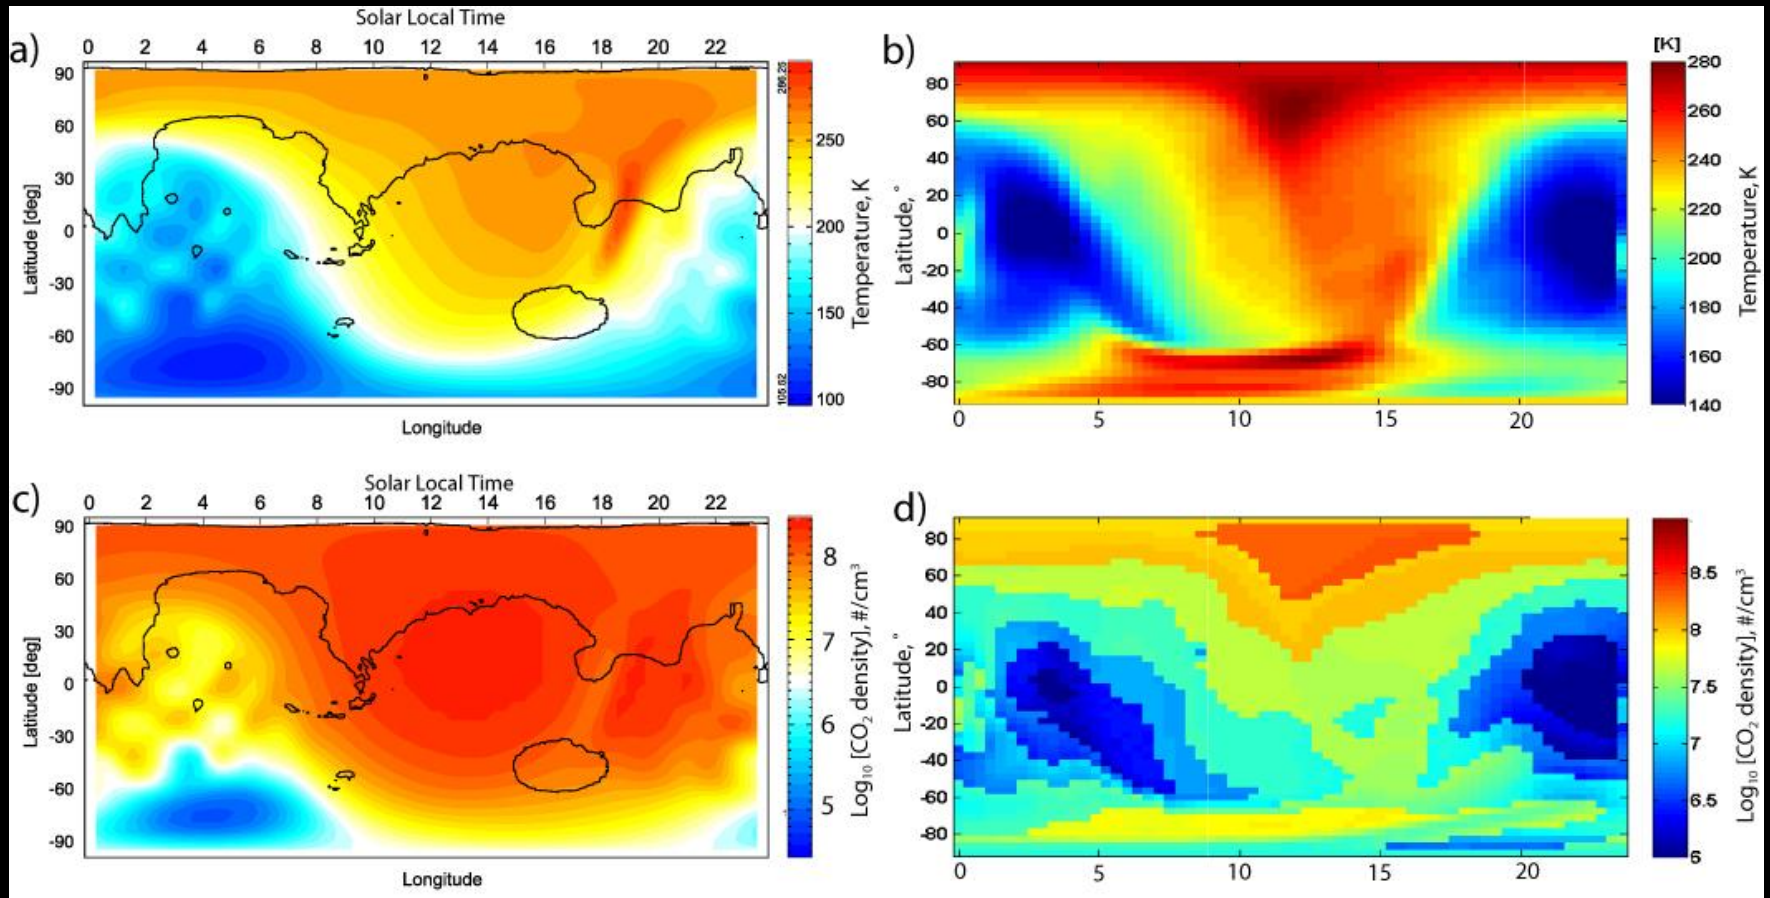 Solar Local Time
a)
0 2 4 6 8 10 12 14 16 18 20 22
90
60
30
0
-30
-60
-90
Latitude [deg]
Longitude
286.25
250
200
150
100
105.02
Temperature, K
b)
[K]
80
60
40
20
0
-20
-40
-60
-80
Latitude,°
0 5 10 15 20
280
260
240
220
200
180
160
140
Temperature, K
c)
Solar Local Time
0 2 4 6 8 10 12 14 16 18 20 22
90
60
30
0
-30
-60
-90
Latitude [deg]
Longitude
8
7
6
5
Log₁₀ [CO₂ density], #/cm³
d)
80
60
40
20
0
-20
-40
-60
-80
Latitude,°
0 5 10 15 20
8.5
8
7.5
7
6.5
6
Log₁₀ [CO₂ density], #/cm³